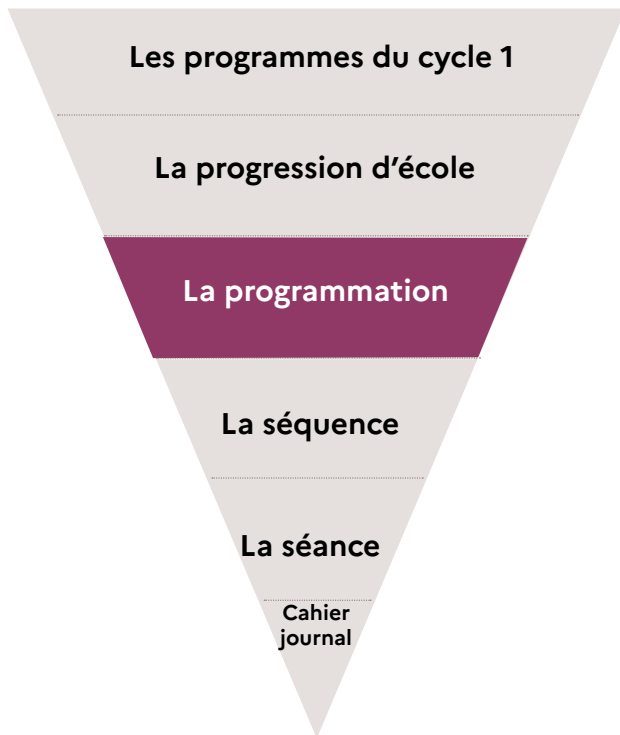 Les programmes du cycle 1
La progression d’école
La programmation
La séquence
La séance
Cahier
journal